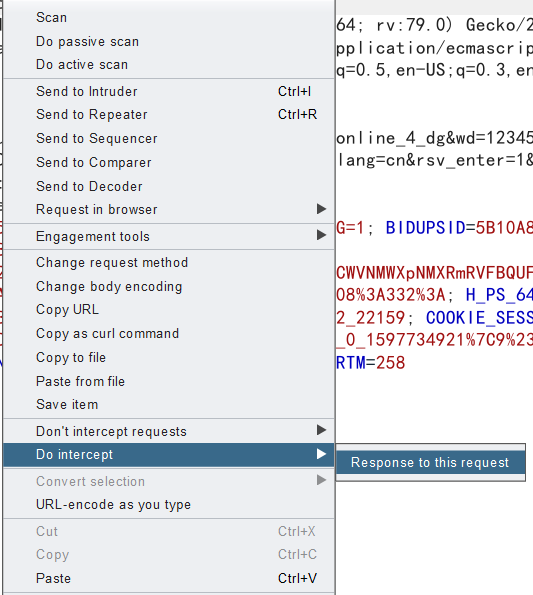 Scan
Do passive scan
Do active scan
Send to Intruder Ctrl+I
Send to Repeater Ctrl+R
Send to Sequencer
Send to Comparer
Send to Decoder
Request in browser
Engagement tools
Change request method
Change body encoding
Copy URL
Copy as curl command
Copy to file
Paste from file
Save item
Don't intercept requests
Do intercept
Convert selection
URL-encode as you type
Cut Ctrl+X
Copy Ctrl+C
Paste Ctrl+V
Response to this request
64; rv:79.0) Gecko/2
pplication/ecmascrip
q=0.5,en-US;q=0.3,en
online_4_dg&wd=12345
lang=cn&rsv_enter=1&
G=1; BIDUPSID=5B10A8
CWVNMWXpNMXRmRVFBQUF
08%3A332%3A; H_PS_64
2_22159; COOKIE_SESS
_0_1597734921%7C9%23
RTM=258